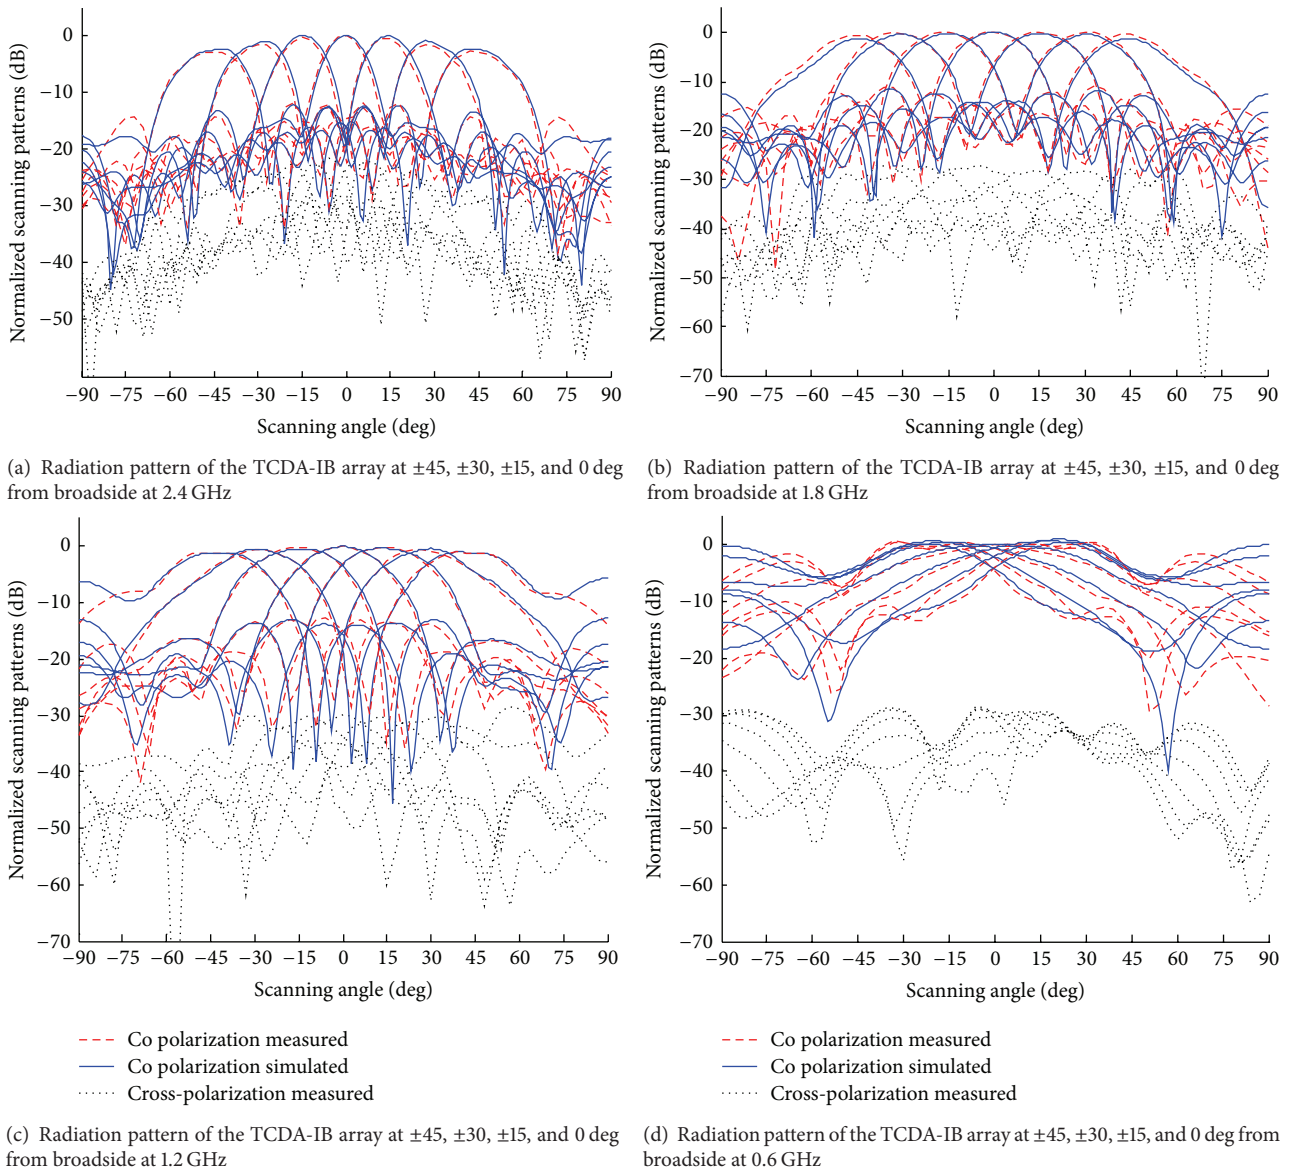 Normalized scanning patterns (dB)
0
−10
−20
−30
−40
−50
−90 −75 −60 −45 −30 −15 0 15 30 45 60 75 90
Scanning angle (deg)
(a) Radiation pattern of the TCDA-IB array at ±45, ±30, ±15, and 0 deg
from broadside at 2.4 GHz
Normalized scanning patterns (dB)
0
−10
−20
−30
−40
−50
−60
−70
−90 −75 −60 −45 −30 −15 0 15 30 45 60 75 90
Scanning angle (deg)
(b) Radiation pattern of the TCDA-IB array at ±45, ±30, ±15, and 0 deg
from broadside at 1.8 GHz
Normalized scanning patterns (dB)
0
−10
−20
−30
−40
−50
−60
−70
−90 −75 −60 −45 −30 −15 0 15 30 45 60 75 90
Scanning angle (deg)
Co polarization measured
Co polarization simulated
Cross-polarization measured
(c) Radiation pattern of the TCDA-IB array at ±45, ±30, ±15, and 0 deg
from broadside at 1.2 GHz
Normalized scanning patterns (dB)
0
−10
−20
−30
−40
−50
−60
−70
−90 −75 −60 −45 −30 −15 0 15 30 45 60 75 90
Scanning angle (deg)
Co polarization measured
Co polarization simulated
Cross-polarization measured
(d) Radiation pattern of the TCDA-IB array at ±45, ±30, ±15, and 0 deg from
broadside at 0.6 GHz